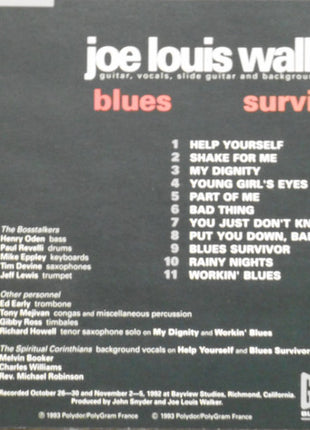 joe louis wall
guitar, vocals, slide guitar and backgroun
blues survi
1 HELP YOURSELF
2 SHAKE FOR ME
3 MY DIGNITY
4 YOUNG GIRL'S EYES
5 PART OF ME
6 BAD THING
7 YOU JUST DON'T KN
8 PUT YOU DOWN, BAB
9 BLUES SURVIVOR
10 RAINY NIGHTS
11 WORKIN' BLUES
The Bosstalkers
Henry Oden bass
Paul Revelli drums
Mike Eppley keyboards
Tim Devine saxophones
Jeff Lewis trumpet
Other personnel
Ed Early trombone
Tony Mejivan congas and miscellaneous percussion
Gibby Ross timbales
Richard Howell tenor saxophone solo on My Dignity and Workin' Blues
The Spiritual Corinthians background vocals on Help Yourself and Blues Survivor
Melvin Booker
Charles Williams
Rev. Michael Robinson
Recorded October 26—30 and November 2—5, 1992 at Bayview Studios, Richmond, California.
Produced by John Snyder and Joe Louis Walker.
℗ 1993 Polydor/PolyGram France © 1993 Polydor/PolyGram France